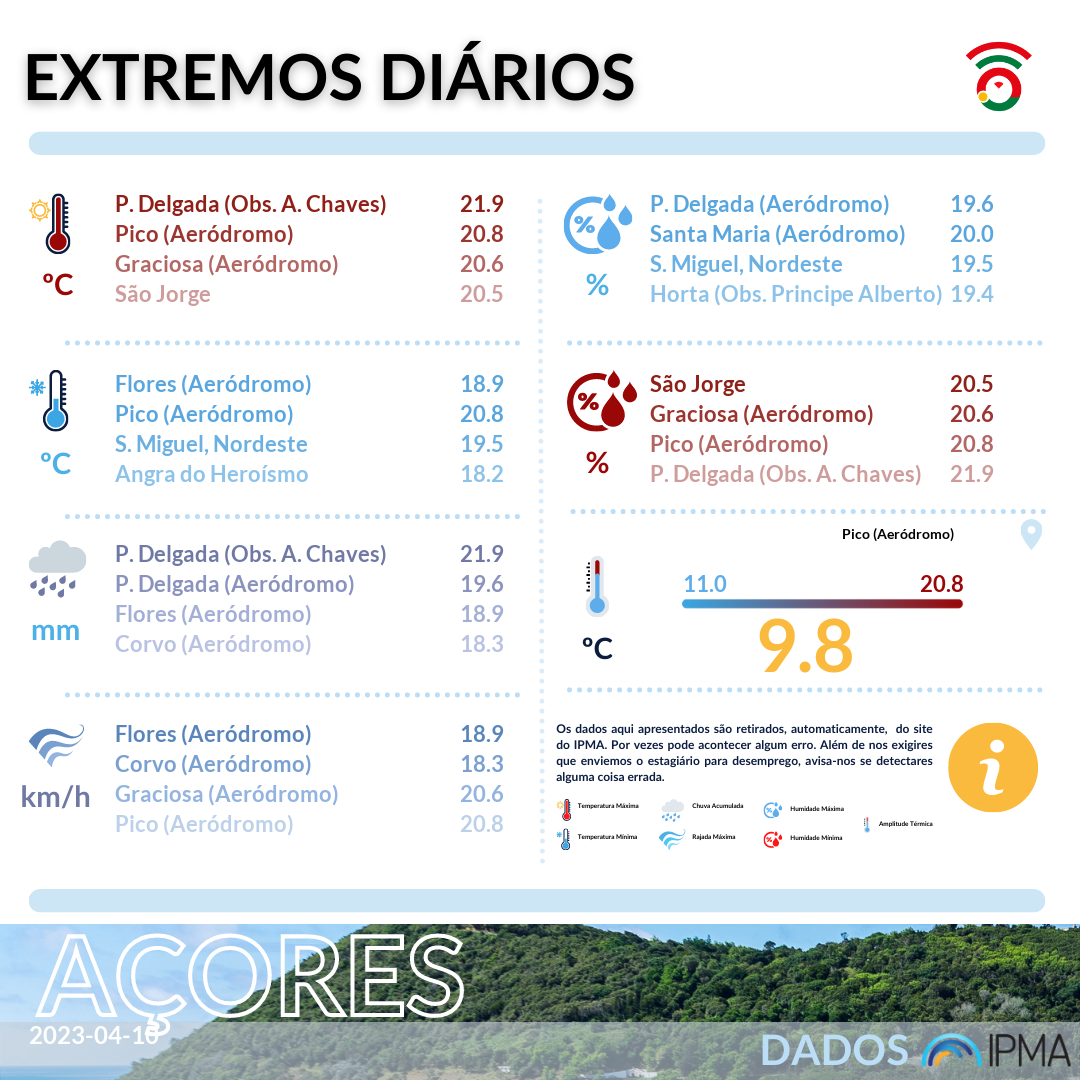 EXTREMOS DIÁRIOS
P. Delgada (Obs. A. Chaves) 21.9
Pico (Aeródromo) 20.8
Graciosa (Aeródromo) 20.6
São Jorge 20.5
ºC
Flores (Aeródromo) 18.9
Pico (Aeródromo) 20.8
S. Miguel, Nordeste 19.5
Angra do Heroísmo 18.2
ºC
P. Delgada (Obs. A. Chaves) 21.9
P. Delgada (Aeródromo) 19.6
Flores (Aeródromo) 18.9
Corvo (Aeródromo) 18.3
mm
Flores (Aeródromo) 18.9
Corvo (Aeródromo) 18.3
Graciosa (Aeródromo) 20.6
Pico (Aeródromo) 20.8
km/h
%
P. Delgada (Aeródromo) 19.6
Santa Maria (Aeródromo) 20.0
S. Miguel, Nordeste 19.5
Horta (Obs. Principe Alberto) 19.4
%
%
São Jorge 20.5
Graciosa (Aeródromo) 20.6
Pico (Aeródromo) 20.8
P. Delgada (Obs. A. Chaves) 21.9
%
Pico (Aeródromo)
11.0 20.8
9.8
ºC
Os dados aqui apresentados são retirados, automaticamente, do site
do IPMA. Por vezes pode acontecer algum erro. Além de nos exigires
que enviemos o estagiário para desemprego, avisa-nos se detectares
alguma coisa errada.
i
Temperatura Máxima Chuva Acumulada % Humidade Máxima
Amplitude Térmica
Temperatura Mínima Rajada Máxima % Humidade Mínima
AÇORES
2023-04-10
DADOS IPMA